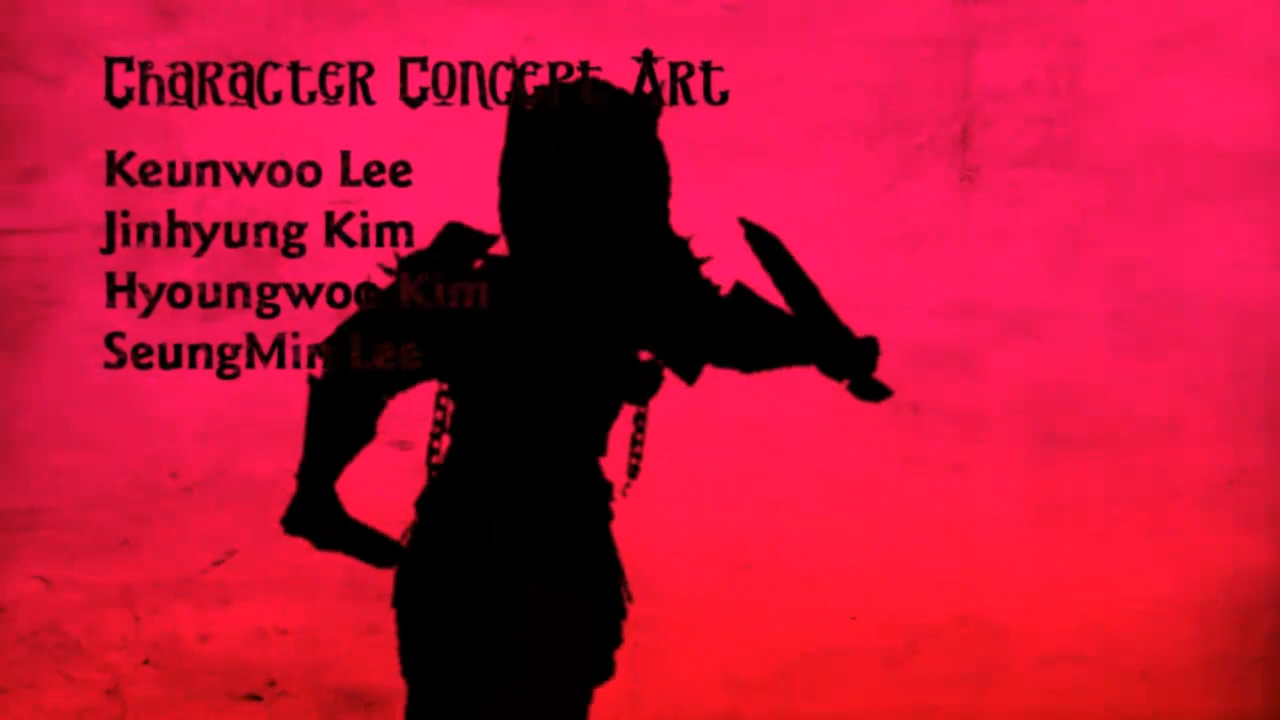 Character Concept Art
Keunwoo Lee
Jinhyung Kim
Hyoungwoo Kim
SeungMin Lee